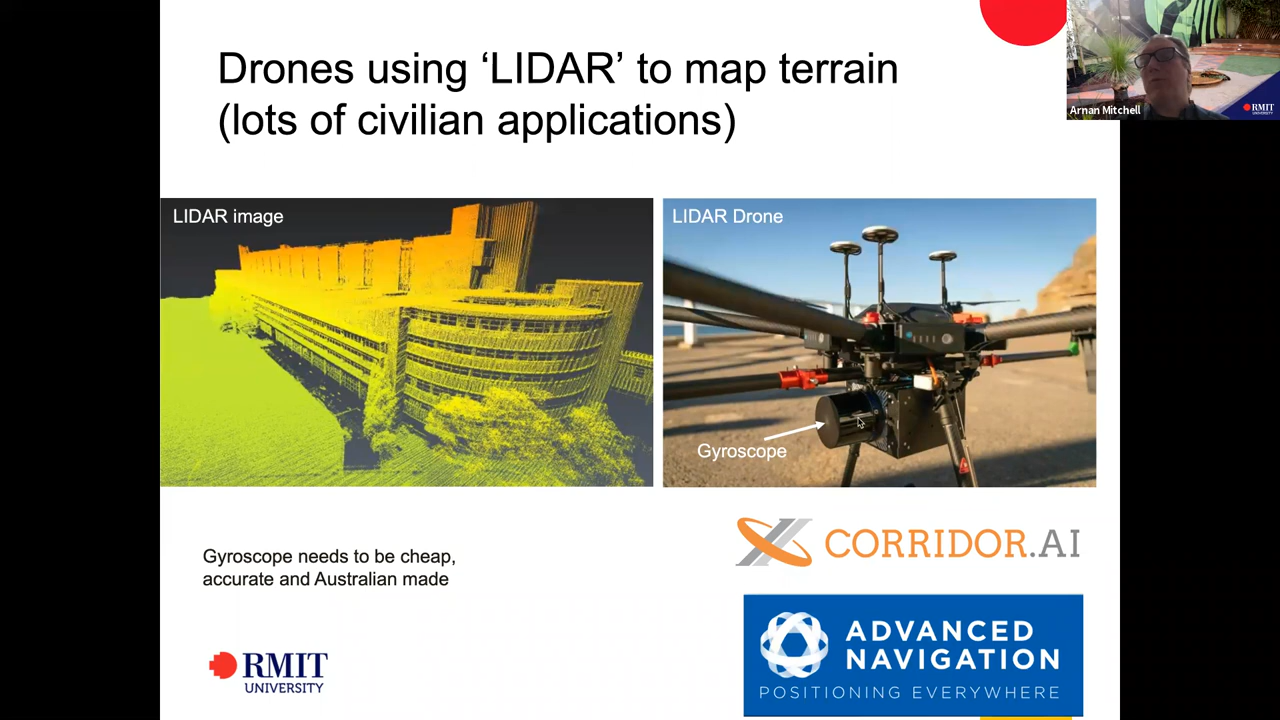 Drones using ‘LIDAR’ to map terrain
(lots of civilian applications)
Arnan Mitchell
RMIT
UNIVERSITY
LIDAR image
LIDAR Drone
Gyroscope
Gyroscope needs to be cheap,
accurate and Australian made
CORRIDOR.AI
RMIT
UNIVERSITY
ADVANCED
NAVIGATION
POSITIONING EVERYWHERE